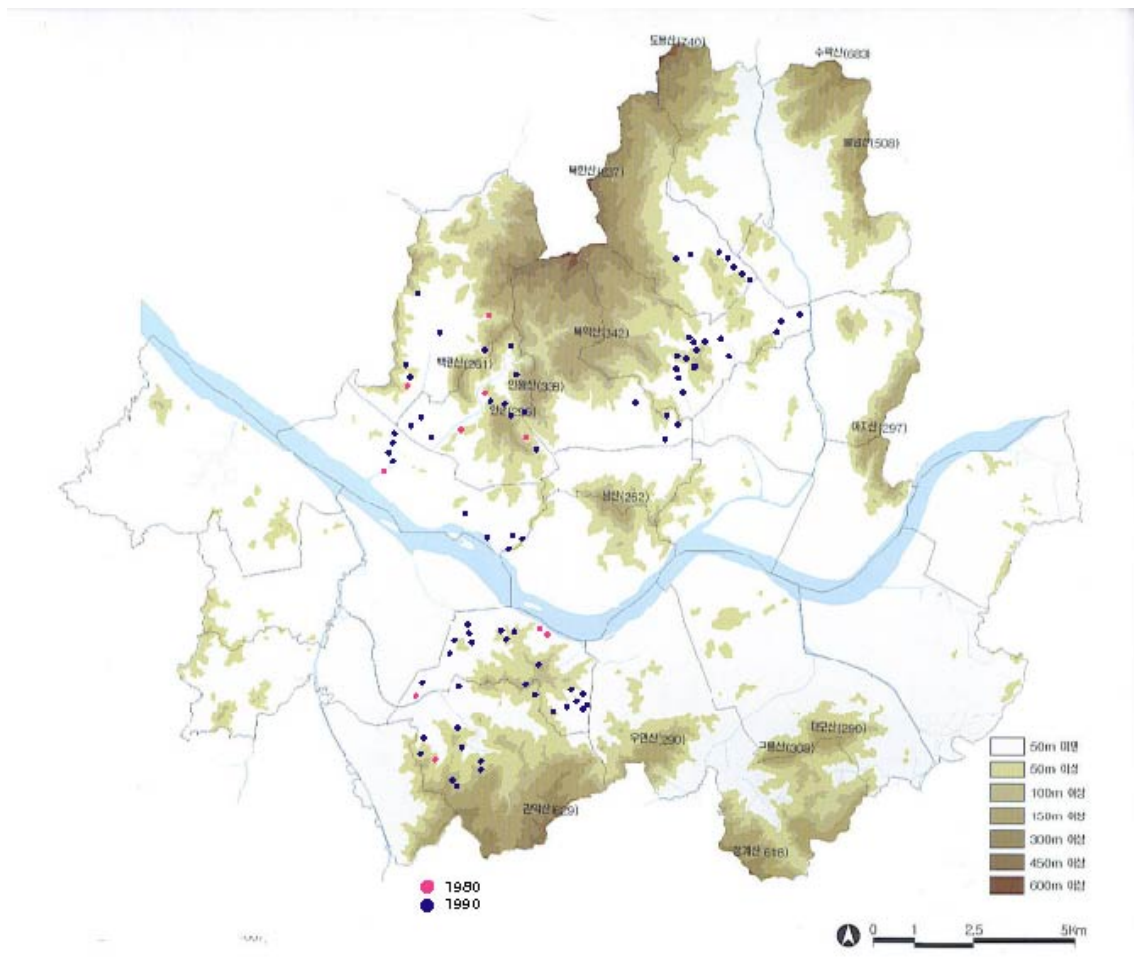 도봉산(740)
수락산(683)
불암산(508)
북한산(837)
북악산(342)
백련산(261)
인왕산(338)
안산(296)
아차산(297)
남산(262)
우면산(290)
대모산(290)
구룡산(308)
관악산(629)
청계산(618)
50m 미만
50m 이상
100m 이상
150m 이상
300m 이상
450m 이상
600m 이상
1980
1990
0 1 2.5 5Km